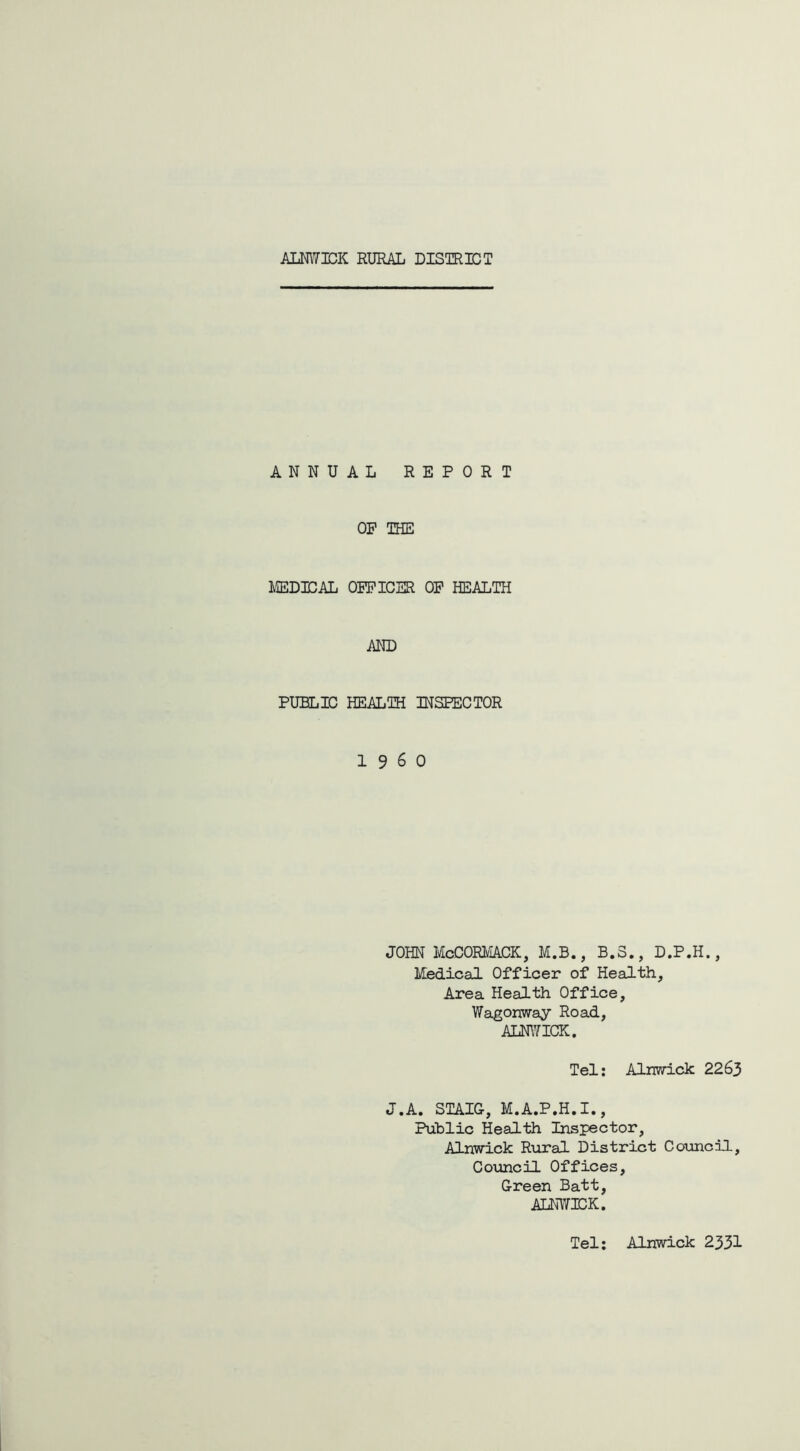 ALNWICK RURAL DISTRICT
ANNUAL REPORT
OF THE
MEDICAL OFFICER OF HEALTH
AND
PUBLIC HEALTH INSPECTOR
1960
JOHN McCORMACK, M.B., B.S., D.P.H.,
Medical Officer of Health,
Area Health Office,
Wagonway Road,
ALNWICK.
Tel: Alnwick 2263
J.A. STAIG, M.A.P.H.I.,
Public Health Inspector,
Alnwick Rural District Council,
Council Offices,
Green Batt,
ALNWICK.
Tel: Alnwick 2331